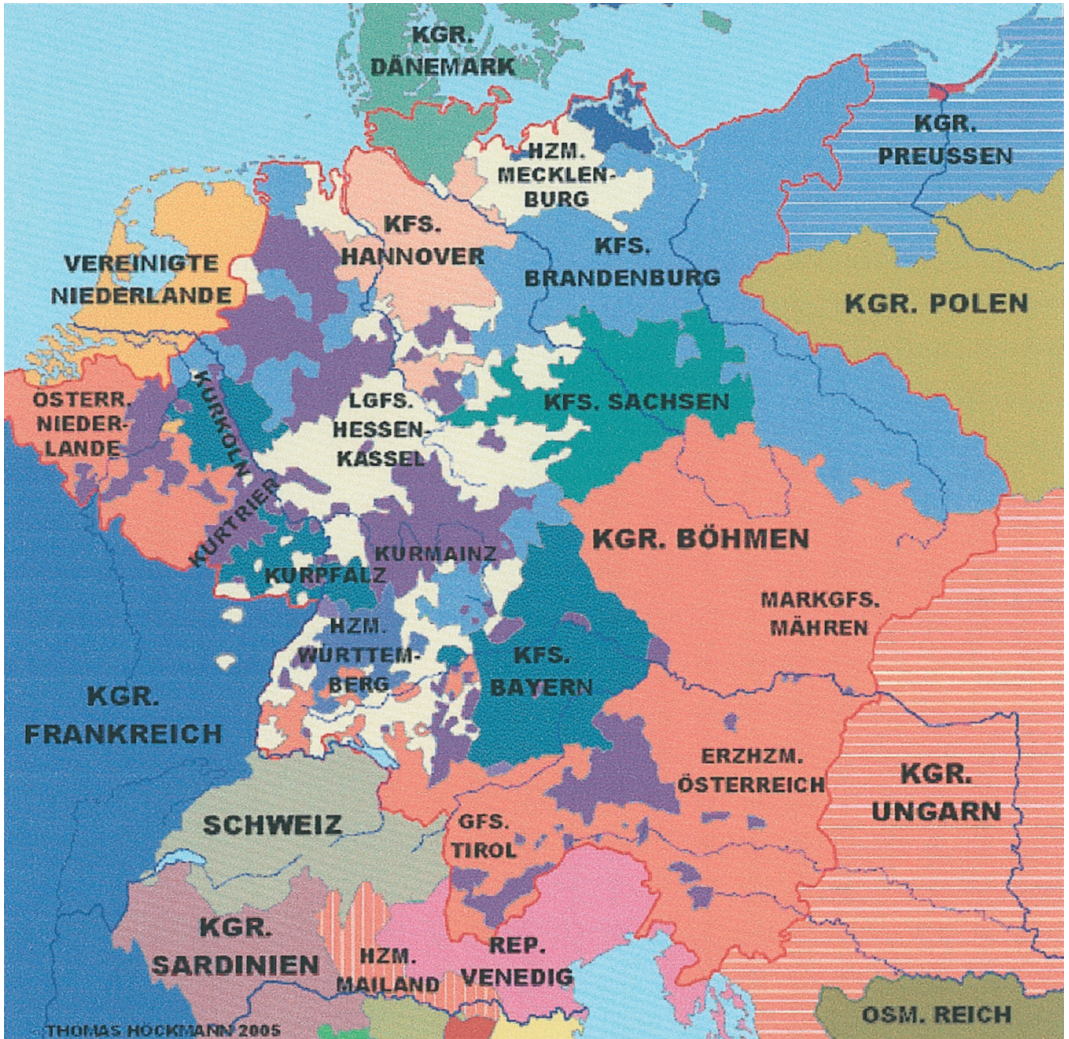 KGR.
DÄNEMARK
KGR.
PREUSSEN
HZM.
MECKLEN-
BURG
KFS.
HANNOVER
KFS.
BRANDENBURG
VEREINIGTE
NIEDERLANDE
KGR. POLEN
ÖSTERR.
NIEDER-
LANDE
KURKÖLN
LGFS.
HESSEN-
KASSEL
KFS. SACHSEN
KURTRIER
KURMAINZ
KURPFALZ
KGR. BÖHMEN
MARKGFS.
MÄHREN
HZM.
WÜRTTEM-
BERG
KFS.
BAYERN
KGR.
FRANKREICH
ERZHZM.
ÖSTERREICH
KGR.
UNGARN
SCHWEIZ
GFS.
TIROL
KGR.
SARDINIEN
HZM.
MAILAND
REP.
VENEDIG
OSM. REICH
THOMAS HÖCKMANN 2005